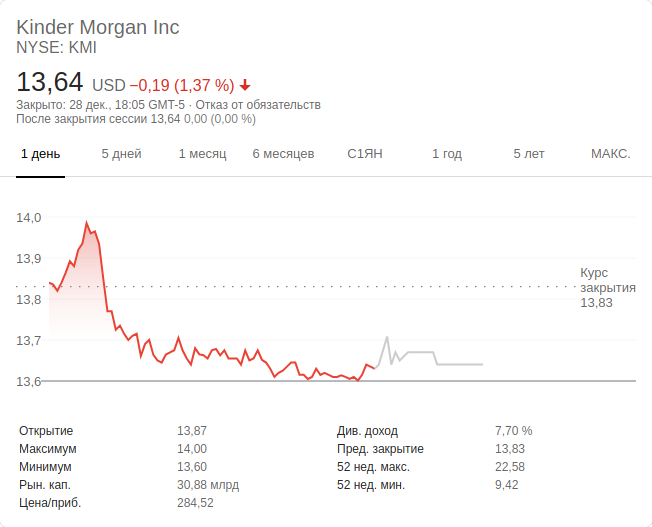 Kinder Morgan Inc
NYSE: KMI
13,64 USD −0,19 (1,37 %)
Закрыто: 28 дек., 18:05 GMT-5 · Отказ от обязательств
После закрытия сессии 13,64 0,00 (0,00 %)
1 день 5 дней 1 месяц 6 месяцев С1ЯН 1 год 5 лет МАКС.
14,0
13,9
Курс
закрытия
13,83
13,8
13,7
13,6
Открытие 13,87 Див. доход 7,70 %
Максимум 14,00 Пред. закрытие 13,83
Минимум 13,60 52 нед. макс. 22,58
Рын. кап. 30,88 млрд 52 нед. мин. 9,42
Цена/приб. 284,52